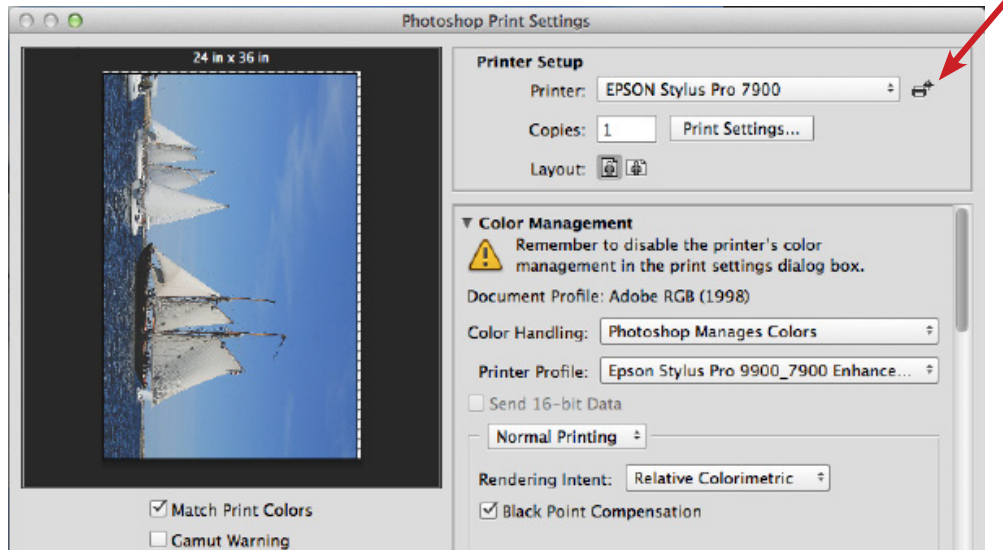 Photoshop Print Settings
24 in x 36 in
Printer Setup
Printer: EPSON Stylus Pro 7900
Copies: 1 Print Settings...
Layout:
Color Management
Remember to disable the printer's color
management in the print settings dialog box.
Document Profile: Adobe RGB (1998)
Color Handling: Photoshop Manages Colors
Printer Profile: Epson Stylus Pro 9900_7900 Enhance...
Send 16-bit Data
Normal Printing
Rendering Intent: Relative Colorimetric
Black Point Compensation
Match Print Colors
Gamut Warning